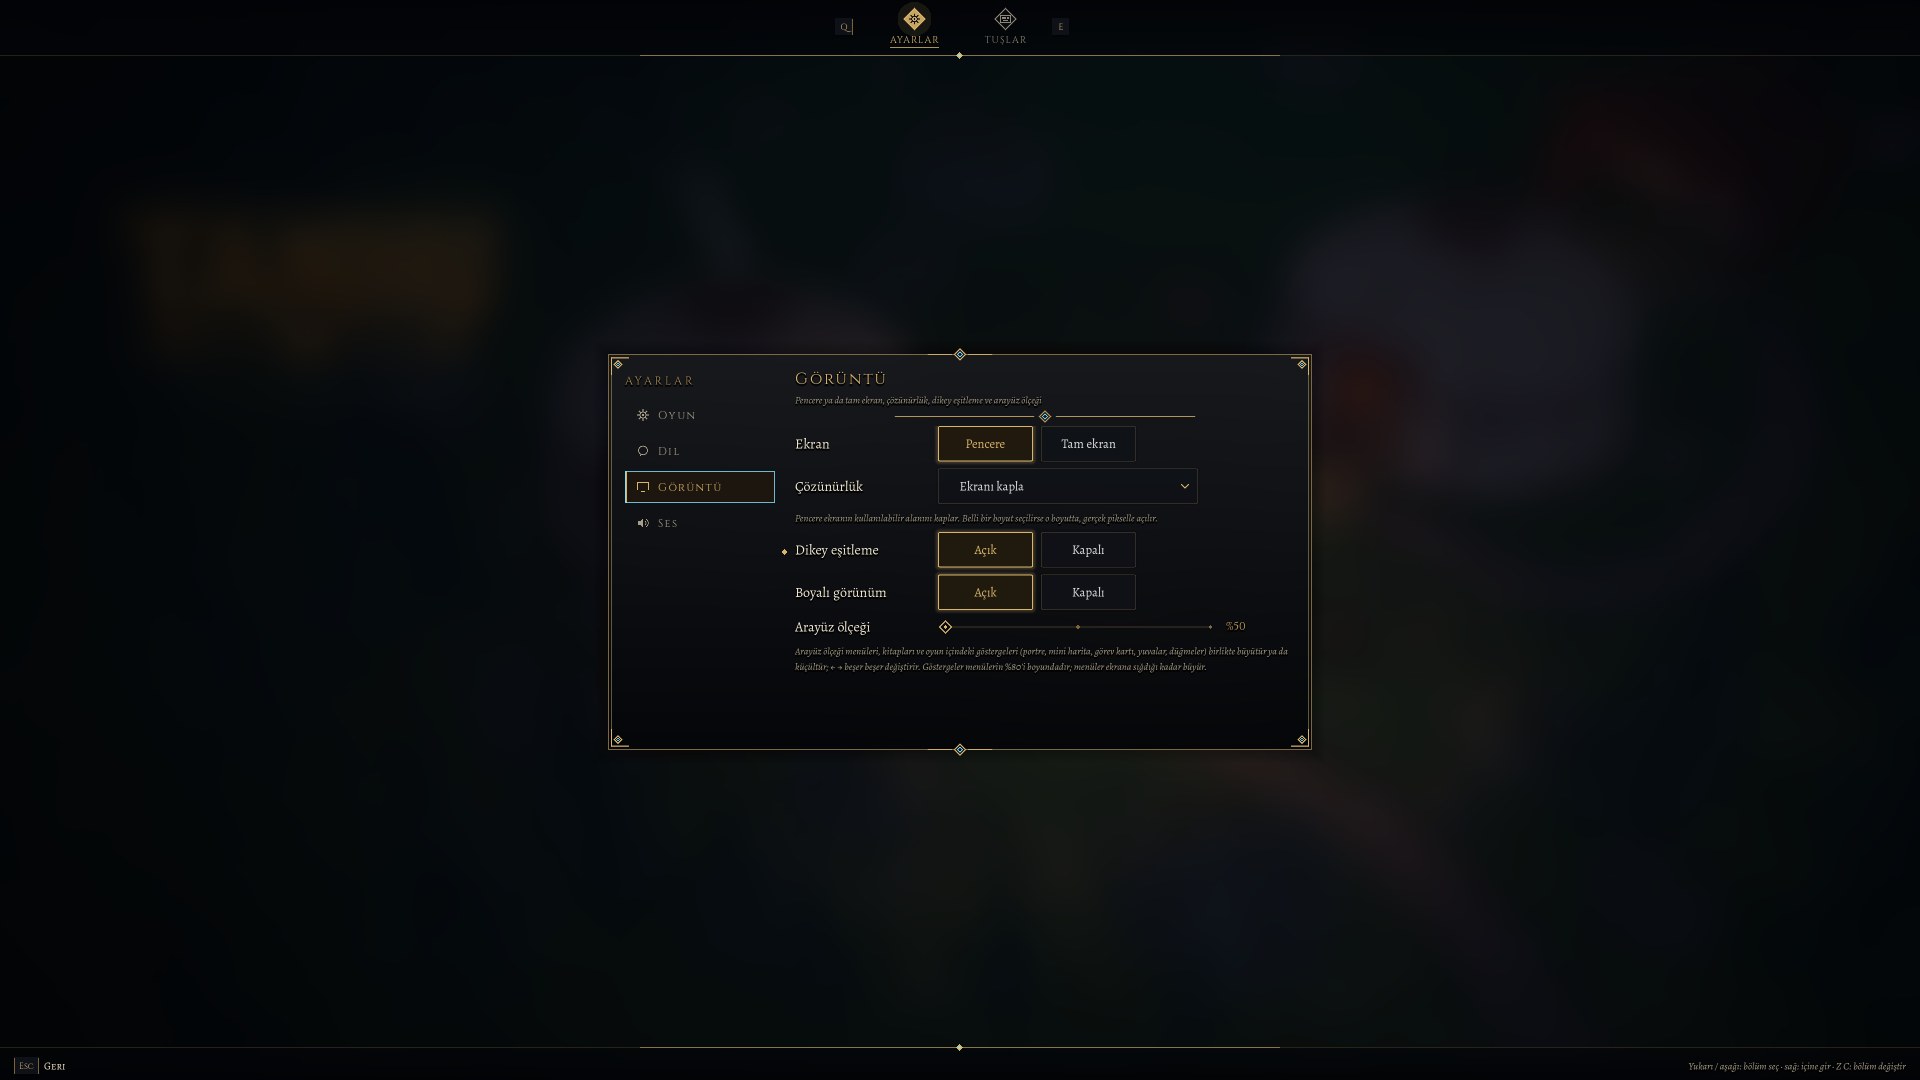 Q
AYARLAR
TUŞLAR
E
AYARLAR
OYUN
DİL
GÖRÜNTÜ
SES
GÖRÜNTÜ
Pencere ya da tam ekran, çözünürlük, dikey eşitleme ve arayüz ölçeği
Ekran
Pencere
Tam ekran
Çözünürlük
Ekranı kapla
Pencere ekranın kullanılabilir alanını kaplar. Belli bir boyut seçilirse o boyutta, gerçek pikselle açılır.
Dikey eşitleme
Açık
Kapalı
Boyalı görünüm
Açık
Kapalı
Arayüz ölçeği
%50
Arayüz ölçeği menüleri, kitapları ve oyun içindeki göstergeleri (portre, mini harita, görev kartı, yuvalar, düğmeler) birlikte büyütür ya da
küçültür; ← → beşer beşer değiştirir. Göstergeler menülerin %80'i boyundadır; menüler ekrana sığdığı kadar büyür.
ESC
GERİ
Yukarı / aşağı: bölüm seç · sağ: içine gir · Z C: bölüm değiştir